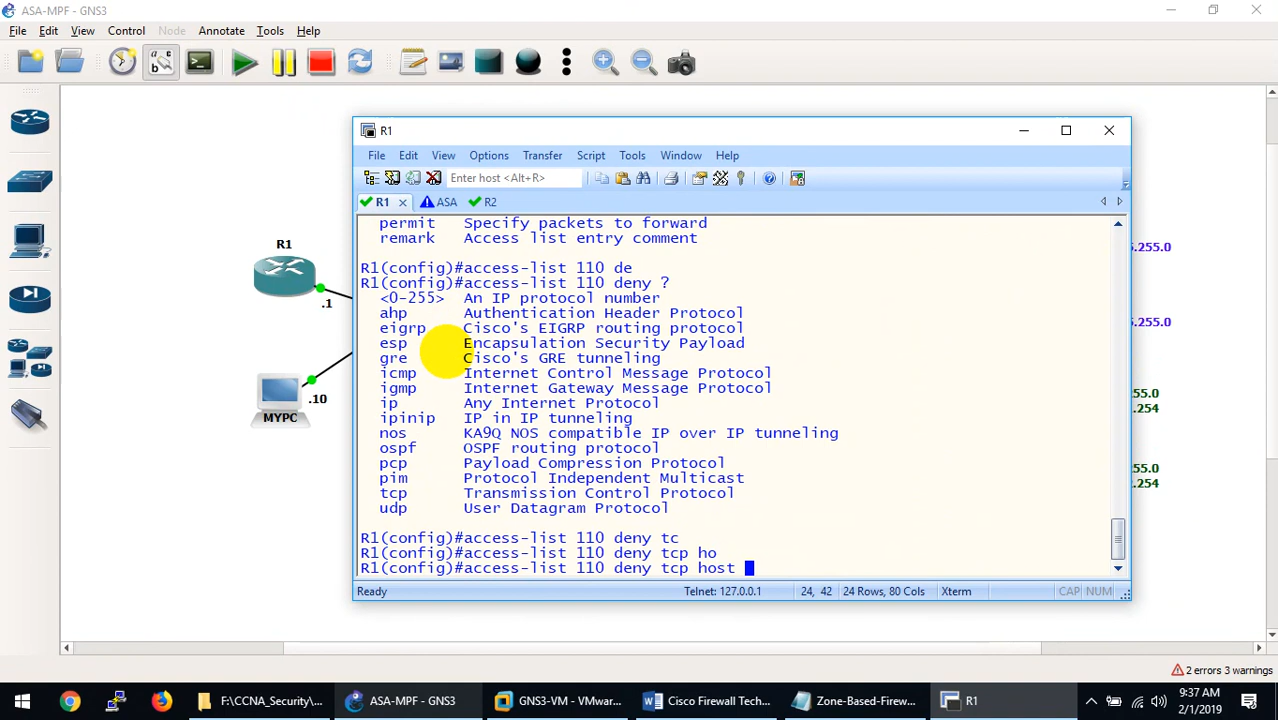 ASA-MPF - GNS3
File Edit View Control Node Annotate Tools Help
R1
.1
MYPC
.10
5.255.0
5.255.0
55.0
.254
55.0
2.254
R1
File Edit View Options Transfer Script Tools Window Help
Enter host <Alt+R>
R1 ASA R2
permit Specify packets to forward
remark Access list entry comment
R1(config)#access-list 110 de
R1(config)#access-list 110 deny ?
<0-255> An IP protocol number
ahp Authentication Header Protocol
eigrp Cisco's EIGRP routing protocol
esp Encapsulation Security Payload
gre Cisco's GRE tunneling
icmp Internet Control Message Protocol
igmp Internet Gateway Message Protocol
ip Any Internet Protocol
ipinip IP in IP tunneling
nos KA9Q NOS compatible IP over IP tunneling
ospf OSPF routing protocol
pcp Payload Compression Protocol
pim Protocol Independent Multicast
tcp Transmission Control Protocol
udp User Datagram Protocol
R1(config)#access-list 110 deny tc
R1(config)#access-list 110 deny tcp ho
R1(config)#access-list 110 deny tcp host
Ready Telnet: 127.0.0.1 24, 42 24 Rows, 80 Cols Xterm CAP NUM
2 errors 3 warnings
F:\CCNA_Security\... ASA-MPF - GNS3 GNS3-VM - VMware... Cisco Firewall Tech... Zone-Based-Firew... R1
9:37 AM
2/1/2019